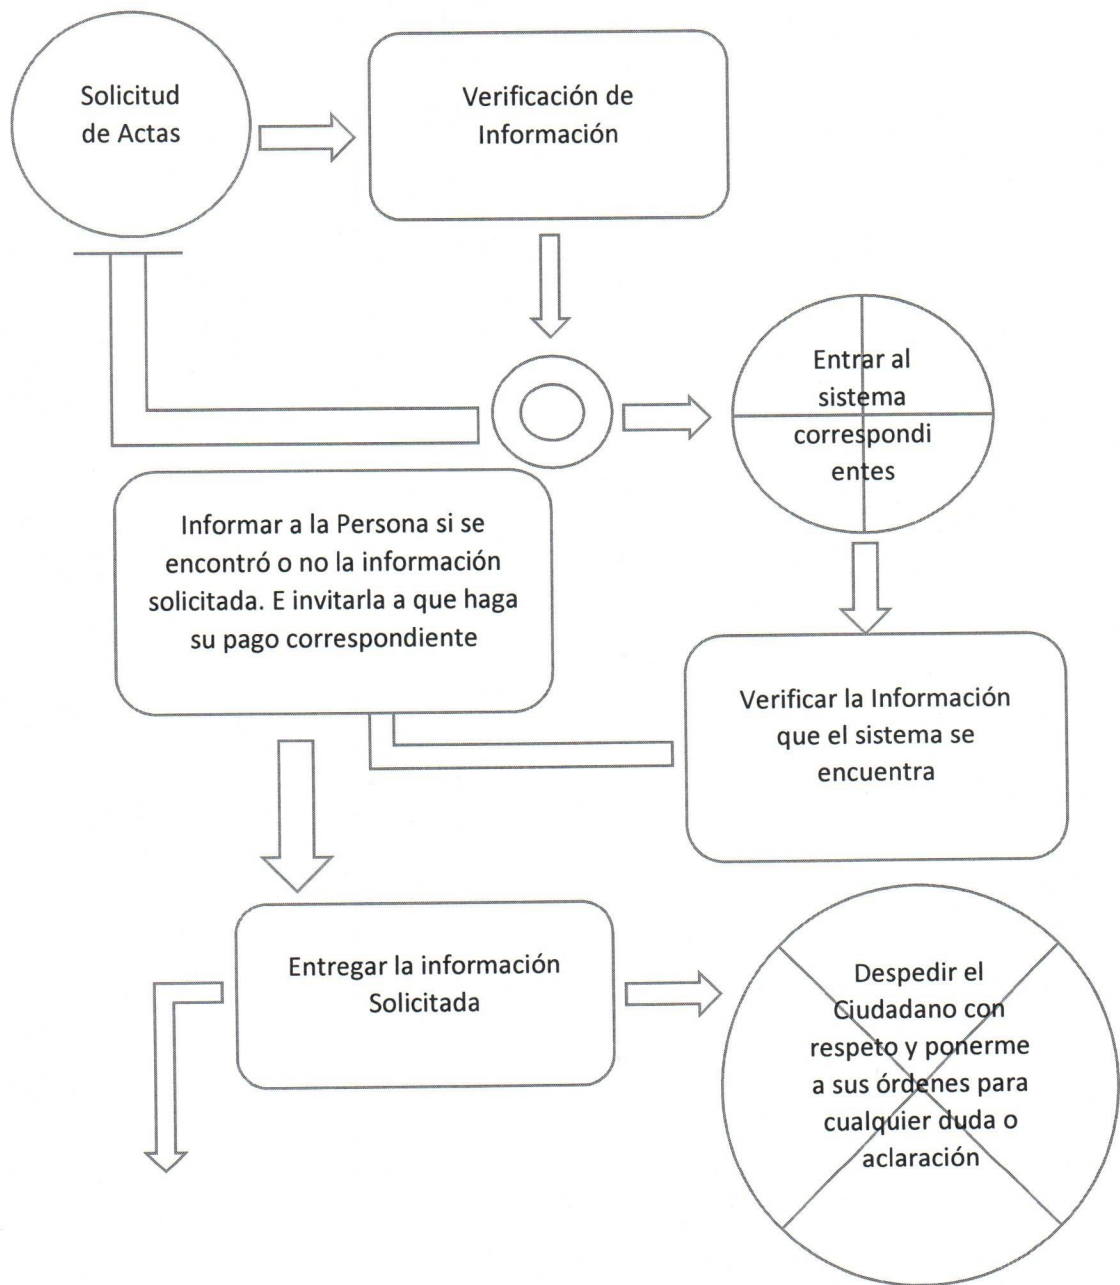 Solicitud
de Actas
Verificación de
Información
Entrar al
sistema
correspondi
entes
Informar a la Persona si se
encontró o no la información
solicitada. E invitarla a que haga
su pago correspondiente
Verificar la Información
que el sistema se
encuentra
Entregar la información
Solicitada
Despedir el
Ciudadano con
respeto y ponerme
a sus órdenes para
cualquier duda o
aclaración